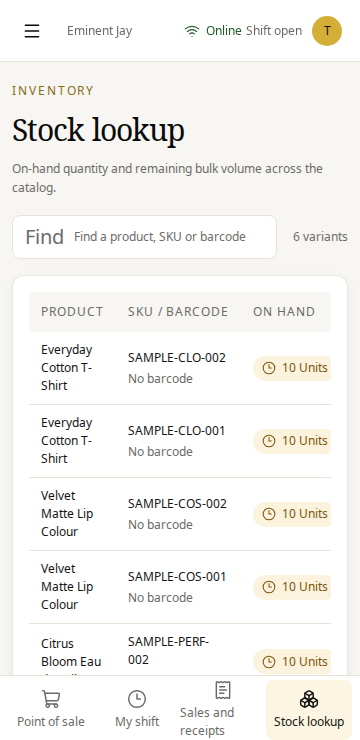 Eminent Jay
Online Shift open
T
INVENTORY
Stock lookup
On-hand quantity and remaining bulk volume across the
catalog.
Find Find a product, SKU or barcode
6 variants
PRODUCT SKU / BARCODE ON HAND
Everyday
Cotton T-
Shirt
SAMPLE-CLO-002
No barcode
10 Units
Everyday
Cotton T-
Shirt
SAMPLE-CLO-001
No barcode
10 Units
Velvet
Matte Lip
Colour
SAMPLE-COS-002
No barcode
10 Units
Velvet
Matte Lip
Colour
SAMPLE-COS-001
No barcode
10 Units
Citrus
Bloom Eau
SAMPLE-PERF-
002
10 Units
Point of sale
My shift
Sales and
receipts
Stock lookup